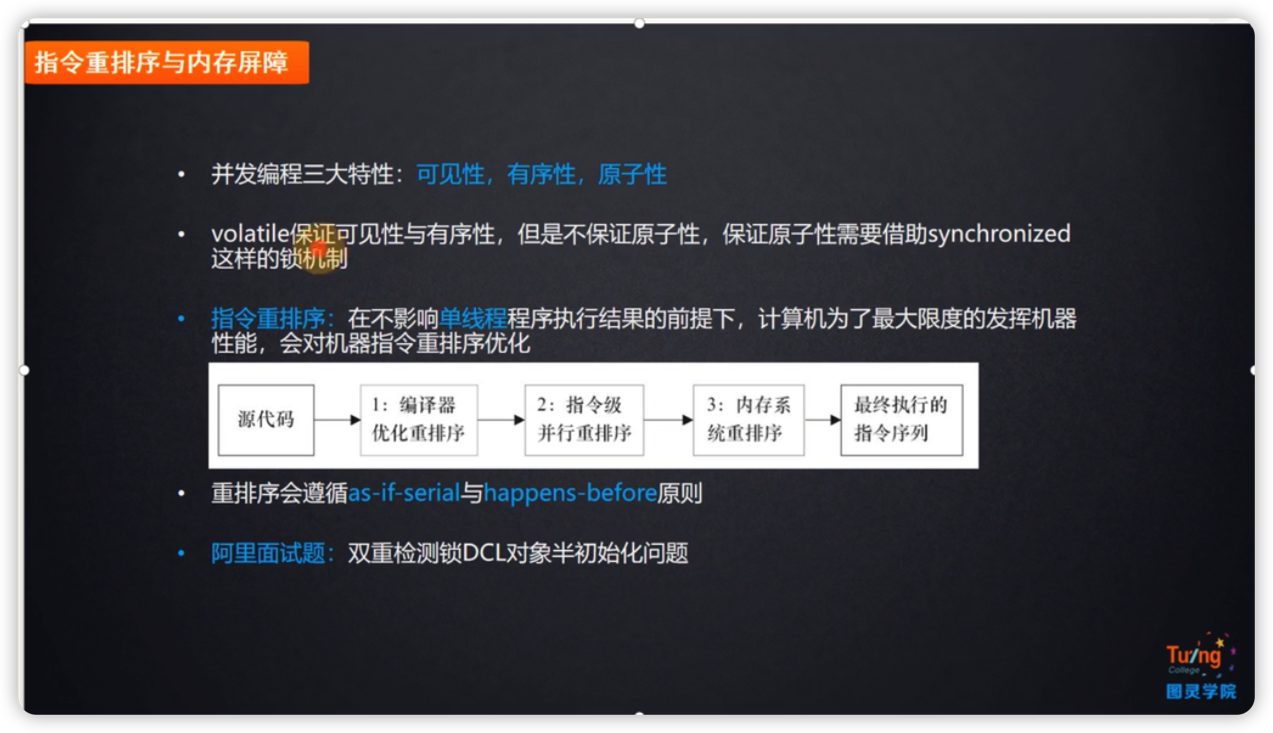 指令重排序与内存屏障
• 并发编程三大特性：可见性，有序性，原子性
• volatile保证可见性与有序性，但是不保证原子性，保证原子性需要借助synchronized
这样的锁机制
• 指令重排序：在不影响单线程程序执行结果的前提下，计算机为了最大限度的发挥机器
性能，会对机器指令重排序优化
源代码
1：编译器
优化重排序
2：指令级
并行重排序
3：内存系
统重排序
最终执行的
指令序列
• 重排序会遵循as-if-serial与happens-before原则
• 阿里面试题：双重检测锁DCL对象半初始化问题
Turing
College
图灵学院